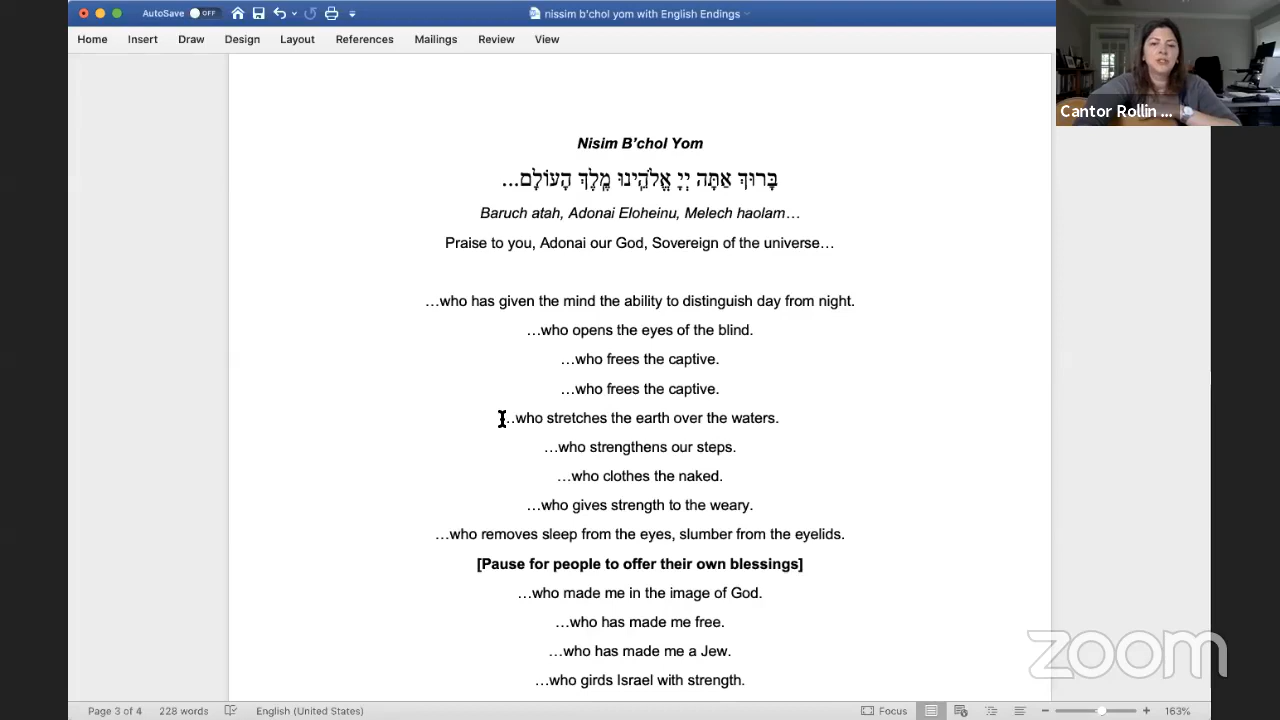 AutoSave OFF
nissim b'chol yom with English Endings
Home Insert Draw Design Layout References Mailings Review View
Cantor Rollin ...
Nisim B'chol Yom
בָּרוּךְ אַתָּה יְיָ אֱלֹהֵֽינוּ מֶֽלֶךְ הָעוֹלָם...
Baruch atah, Adonai Eloheinu, Melech haolam…
Praise to you, Adonai our God, Sovereign of the universe…
…who has given the mind the ability to distinguish day from night.
…who opens the eyes of the blind.
…who frees the captive.
…who frees the captive.
…who stretches the earth over the waters.
…who strengthens our steps.
…who clothes the naked.
…who gives strength to the weary.
…who removes sleep from the eyes, slumber from the eyelids.
[Pause for people to offer their own blessings]
…who made me in the image of God.
…who has made me free.
…who has made me a Jew.
…who girds Israel with strength.
zoom
Page 3 of 4 228 words English (United States) Focus 163%